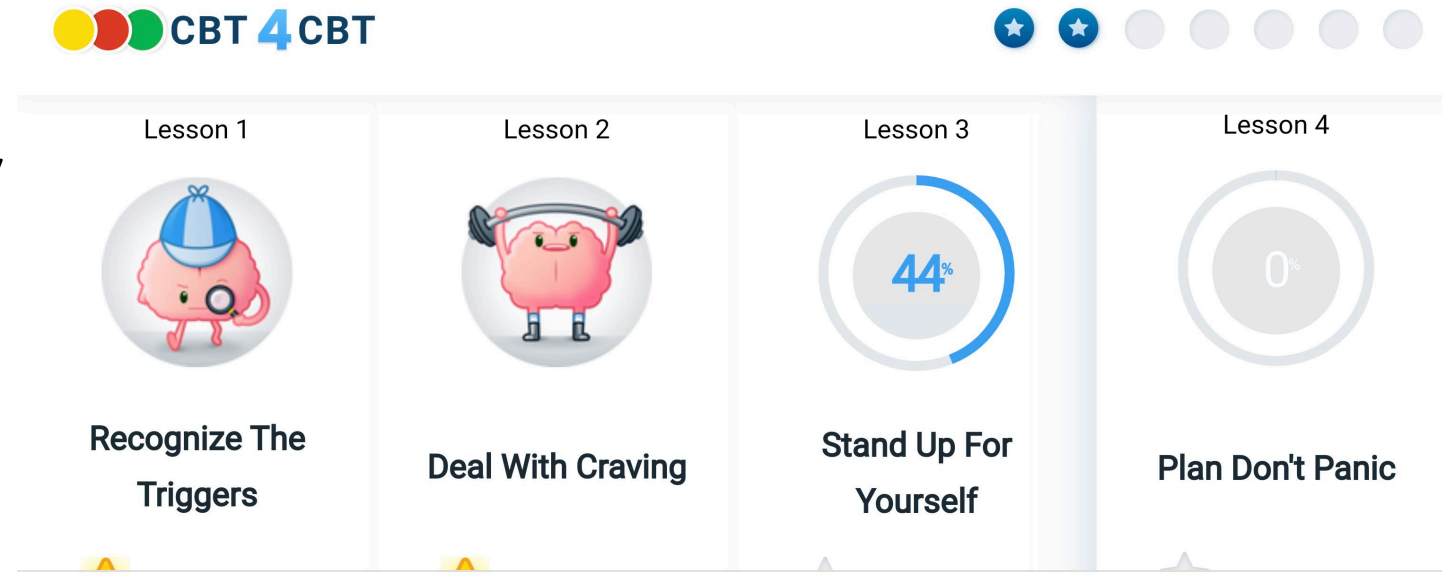 CBT 4 CBT
Lesson 1
Recognize The
Triggers
Lesson 2
Deal With Craving
Lesson 3
44%
Stand Up For
Yourself
Lesson 4
0%
Plan Don't Panic